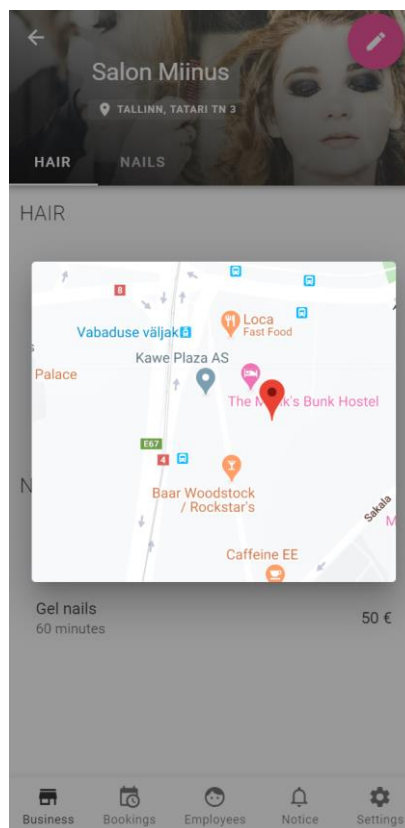 Salon Miinus
TALLINN, TATARI TN 3
HAIR
NAILS
HAIR
8
Loca
Fast Food
Vabaduse väljak
Kawe Plaza AS
s
Palace
The M k's Bunk Hostel
E67
4
N
Baar Woodstock
/ Rockstar's
Sakala
M
Caffeine EE
Gel nails
50 €
60 minutes
Business
Bookings
Employees
Notice
Settings